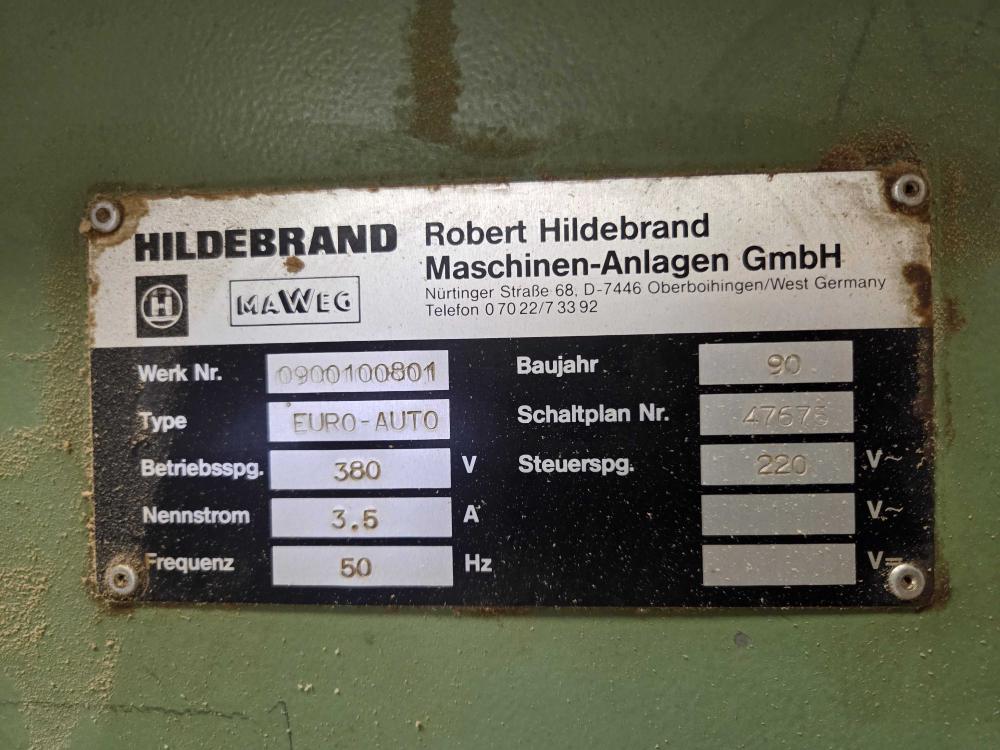 HILDEBRAND
Robert Hildebrand
Maschinen-Anlagen GmbH
H
MAWEG
Nürtinger Straße 68, D-7446 Oberboihingen/West Germany
Telefon 0 70 22/7 33 92
Werk Nr. 0900100801 Baujahr 90
Type EURO-AUTO Schaltplan Nr. 47675
Betriebsspg. 380 V Steuerspg. 220 V~
Nennstrom 3.5 A V~
Frequenz 50 Hz V=